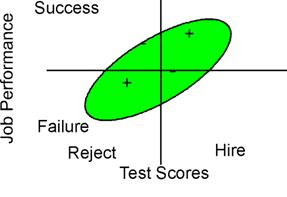 Success
Job Performance
+
-
+
-
Failure
Reject
Hire
Test Scores